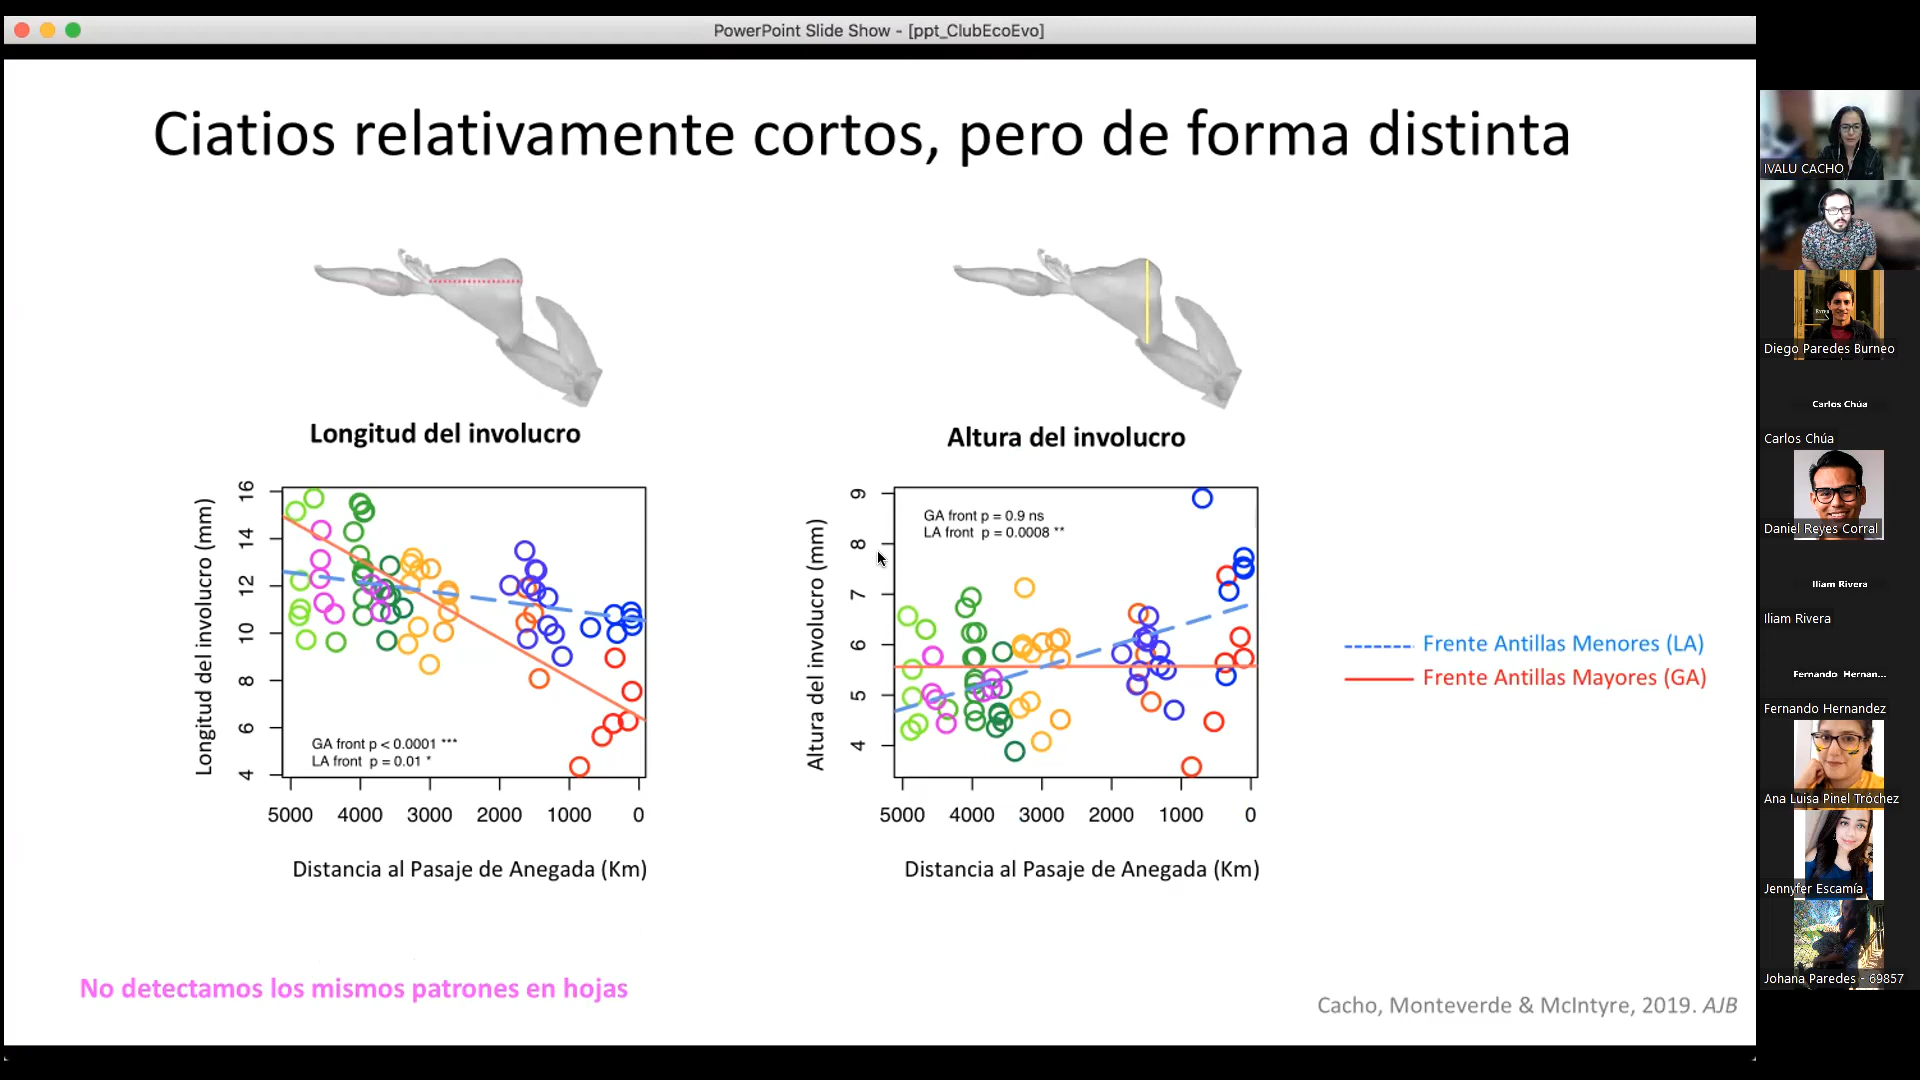 PowerPoint Slide Show - [ppt_ClubEcoEvo]
Ciatios relativamente cortos, pero de forma distinta
Longitud del involucro
Longitud del involucro (mm)
16
14
12
10
8
6
4
GA front p < 0.0001 ***
LA front p = 0.01 *
5000 4000 3000 2000 1000 0
Distancia al Pasaje de Anegada (Km)
Altura del involucro
Altura del involucro (mm)
9
8
7
6
5
4
GA front p = 0.9 ns
LA front p = 0.0008 **
5000 4000 3000 2000 1000 0
Distancia al Pasaje de Anegada (Km)
Frente Antillas Menores (LA)
Frente Antillas Mayores (GA)
No detectamos los mismos patrones en hojas
Cacho, Monteverde & McIntyre, 2019. AJB
IVALU CACHO
Diego Paredes Burneo
Carlos Chúa
Carlos Chúa
Daniel Reyes Corral
Iliam Rivera
Iliam Rivera
Fernando Hernan...
Fernando Hernandez
Ana Luisa Pinel Tróchez
Jennyfer Escamía
Johana Paredes - 69857